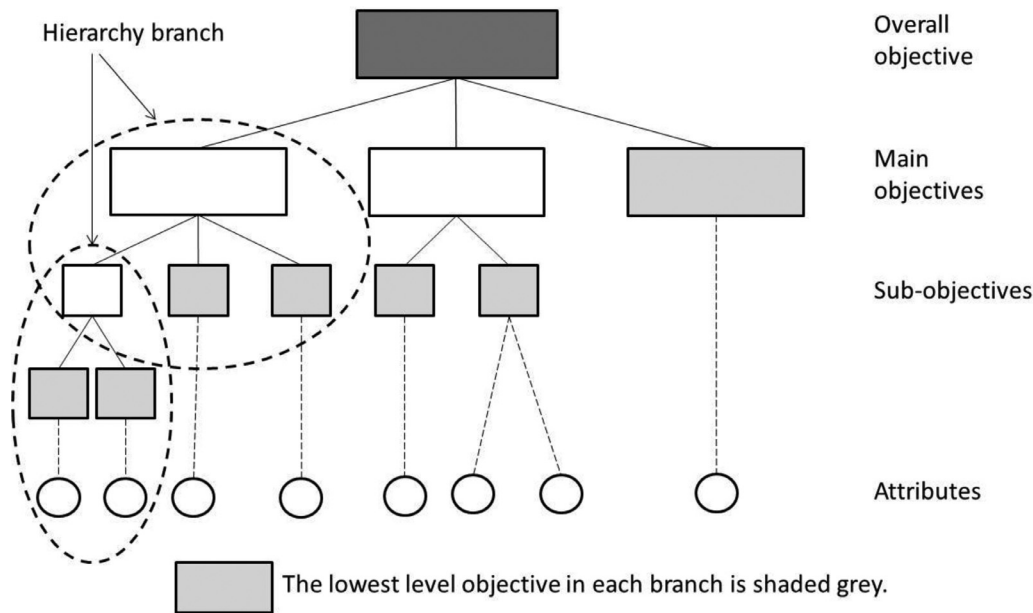 Hierarchy branch
Overall
objective
Main
objectives
Sub-objectives
Attributes
The lowest level objective in each branch is shaded grey.